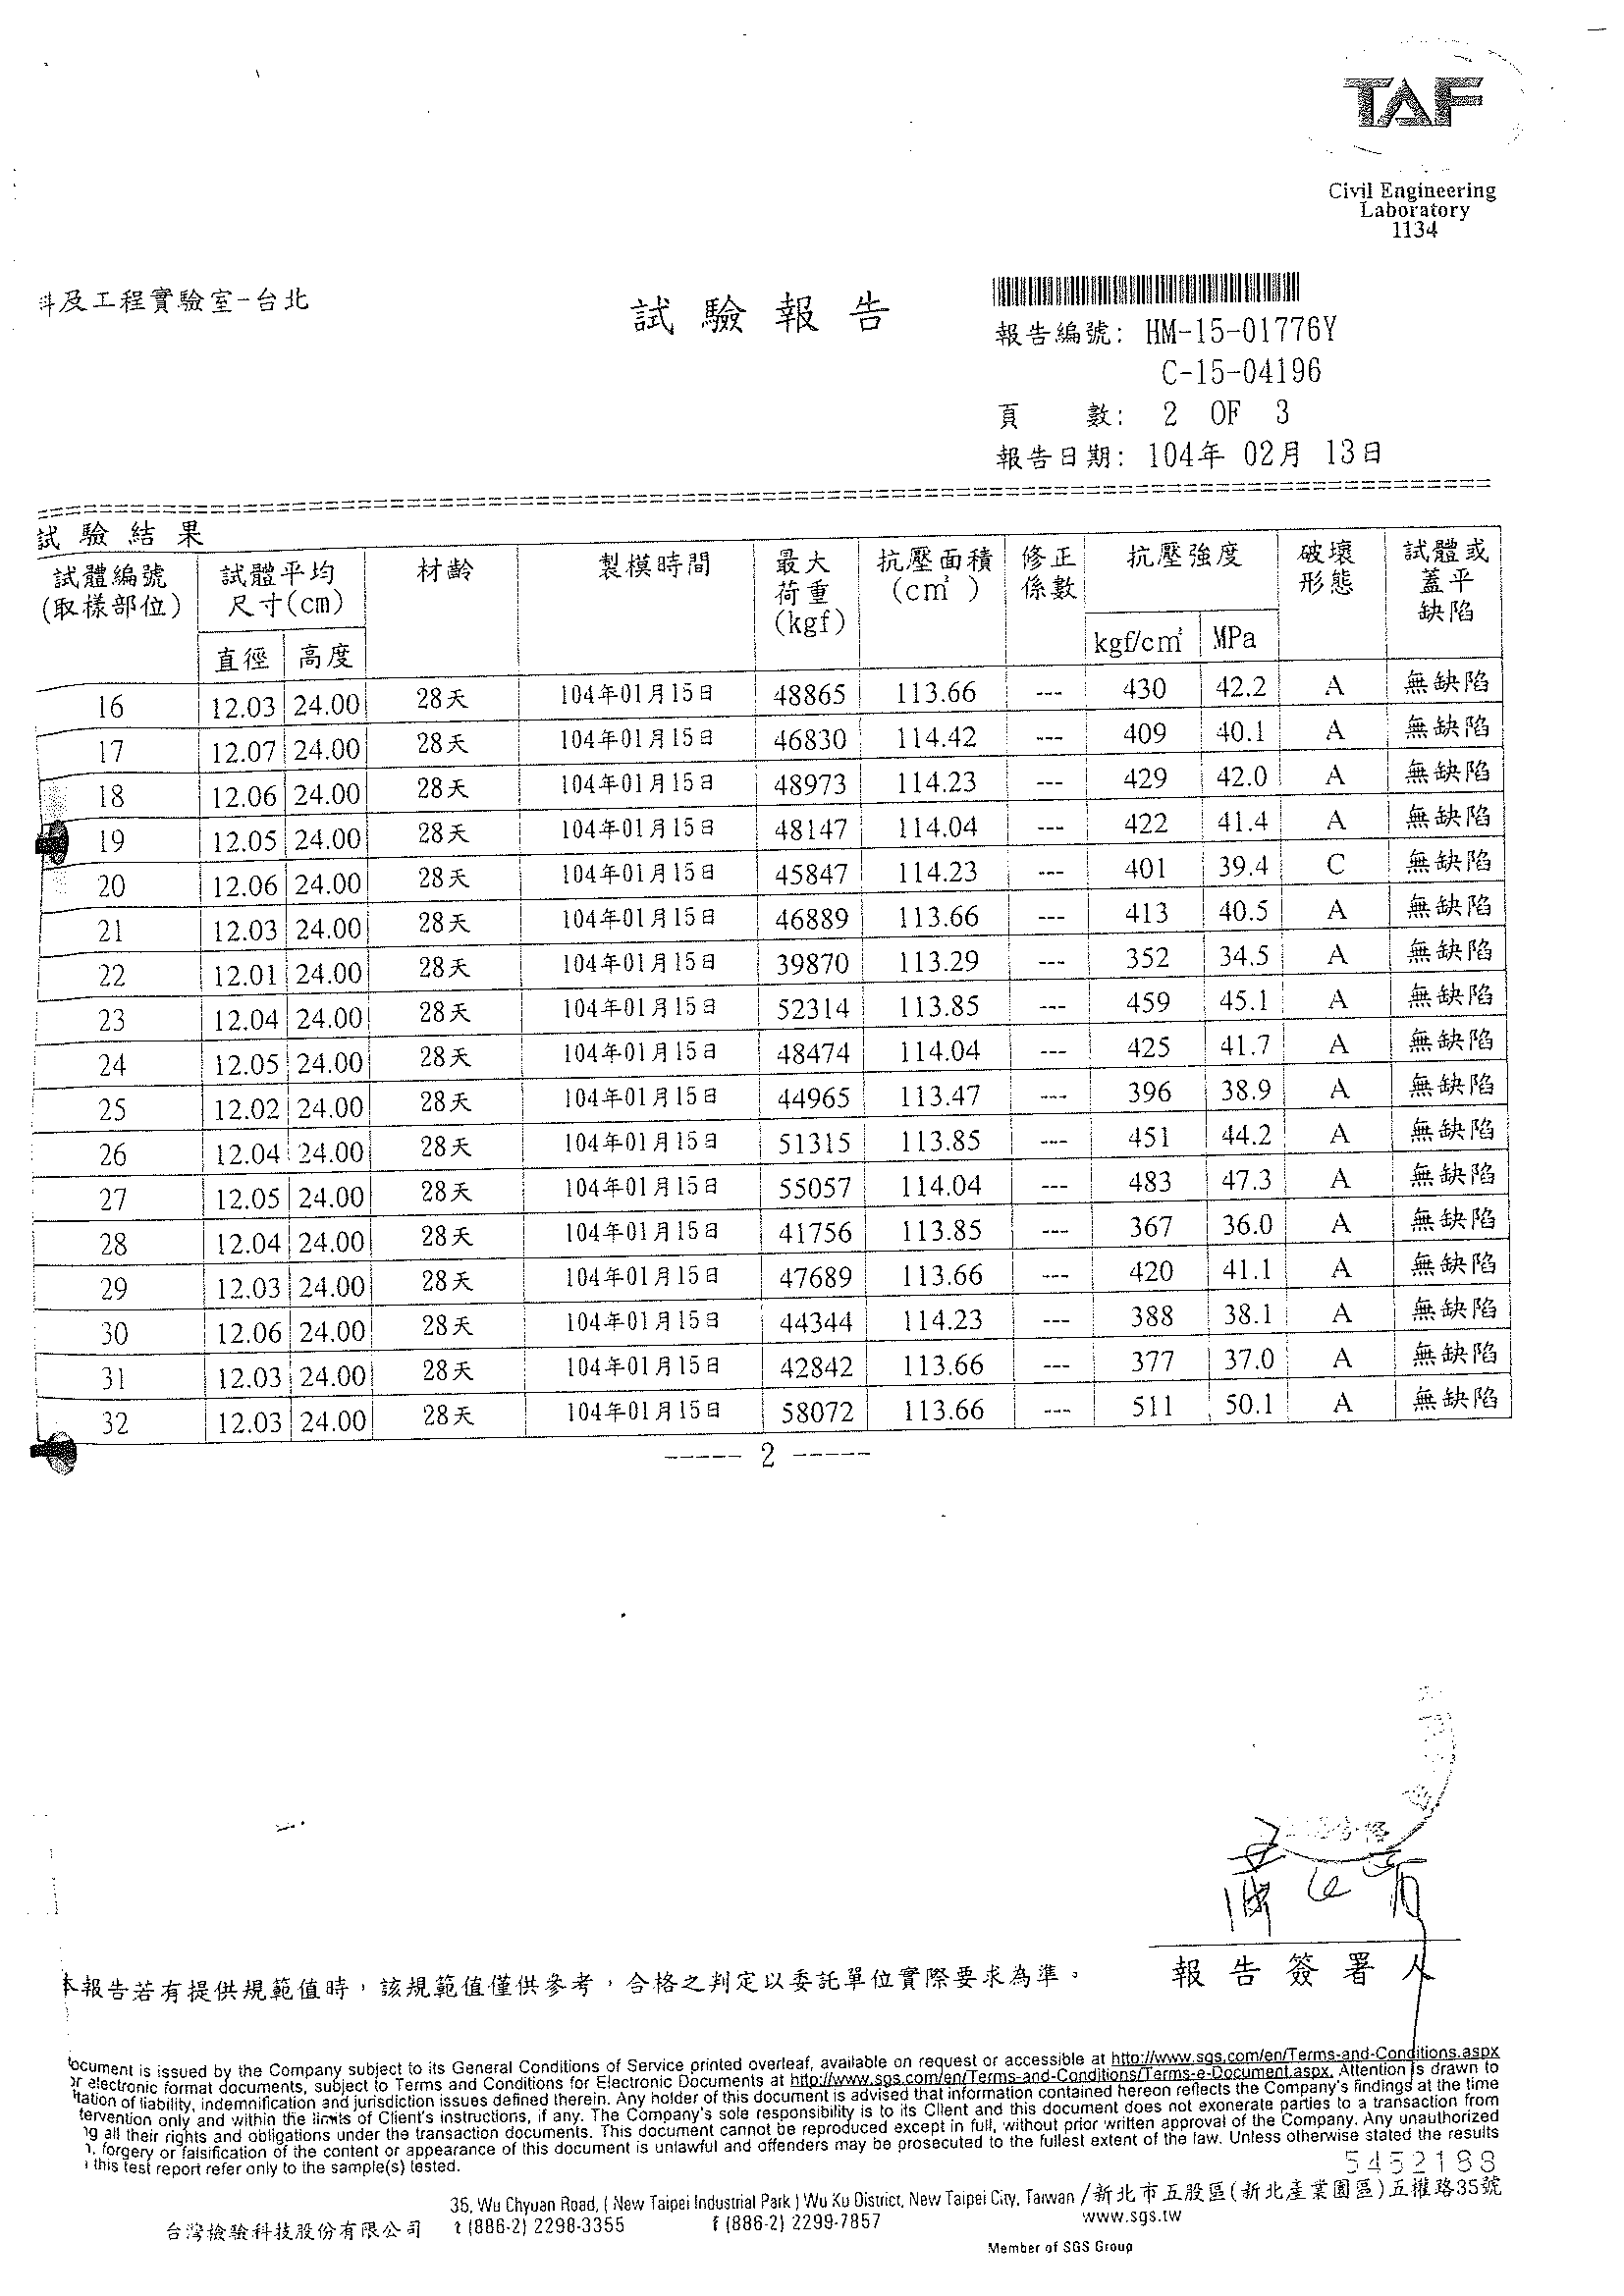 TAF
Civil Engineering
Laboratory
1134
及工程實驗室-台北
試驗報告
報告編號: HM-15-01776Y
C-15-04196
頁 數: 2 OF 3
報告日期: 104年 02月 13日
試驗結果
試體編號 (取樣部位) 試體平均 尺寸(cm) 直徑 高度 材齡 製模時間 最大 荷重 (kgf) 抗壓面積 (cm²) 修正 係數 抗壓強度 kgf/cm² MPa 破壞 形態 試體或 蓋平 缺陷
16 12.03 24.00 28天 104年01月15日 48865 113.66 --- 430 42.2 A 無缺陷
17 12.07 24.00 28天 104年01月15日 46830 114.42 --- 409 40.1 A 無缺陷
18 12.06 24.00 28天 104年01月15日 48973 114.23 --- 429 42.0 A 無缺陷
19 12.05 24.00 28天 104年01月15日 48147 114.04 --- 422 41.4 A 無缺陷
20 12.06 24.00 28天 104年01月15日 45847 114.23 --- 401 39.4 C 無缺陷
21 12.03 24.00 28天 104年01月15日 46889 113.66 --- 413 40.5 A 無缺陷
22 12.01 24.00 28天 104年01月15日 39870 113.29 --- 352 34.5 A 無缺陷
23 12.04 24.00 28天 104年01月15日 52314 113.85 --- 459 45.1 A 無缺陷
24 12.05 24.00 28天 104年01月15日 48474 114.04 --- 425 41.7 A 無缺陷
25 12.02 24.00 28天 104年01月15日 44965 113.47 --- 396 38.9 A 無缺陷
26 12.04 24.00 28天 104年01月15日 51315 113.85 --- 451 44.2 A 無缺陷
27 12.05 24.00 28天 104年01月15日 55057 114.04 --- 483 47.3 A 無缺陷
28 12.04 24.00 28天 104年01月15日 41756 113.85 --- 367 36.0 A 無缺陷
29 12.03 24.00 28天 104年01月15日 47689 113.66 --- 420 41.1 A 無缺陷
30 12.06 24.00 28天 104年01月15日 44344 114.23 --- 388 38.1 A 無缺陷
31 12.03 24.00 28天 104年01月15日 42842 113.66 --- 377 37.0 A 無缺陷
32 12.03 24.00 28天 104年01月15日 58072 113.66 --- 511 50.1 A 無缺陷
----- 2 -----
本報告若有提供規範值時，該規範值僅供參考，合格之判定以委託單位實際要求為準。
報告簽署人
ocument is issued by the Company subject to its General Conditions of Service printed overleaf, available on request or accessible at http://www.sgs.com/en/Terms-and-Conditions.aspx
or electronic format documents, subject to Terms and Conditions for Electronic Documents at http://www.sgs.com/en/Terms-and-Conditions/Terms-e-Document.aspx. Attention is drawn to
itation of liability, indemnification and jurisdiction issues defined therein. Any holder of this document is advised that information contained hereon reflects the Company's findings at the time
tervention only and within the limits of Client's instructions, if any. The Company's sole responsibility is to its Client and this document does not exonerate parties to a transaction from
ng all their rights and obligations under the transaction documents. This document cannot be reproduced except in full, without prior written approval of the Company. Any unauthorized
n, forgery or falsification of the content or appearance of this document is unlawful and offenders may be prosecuted to the fullest extent of the law. Unless otherwise stated the results
this test report refer only to the sample(s) tested.
5452188
35, Wu Chyuan Road, ( New Taipei Industrial Park ) Wu Ku District, New Taipei City, Taiwan /新北市五股區(新北產業園區)五權路35號
台灣檢驗科技股份有限公司 t (886-2) 2298-3355 f (886-2) 2299-7857 www.sgs.tw
Member of SGS Group